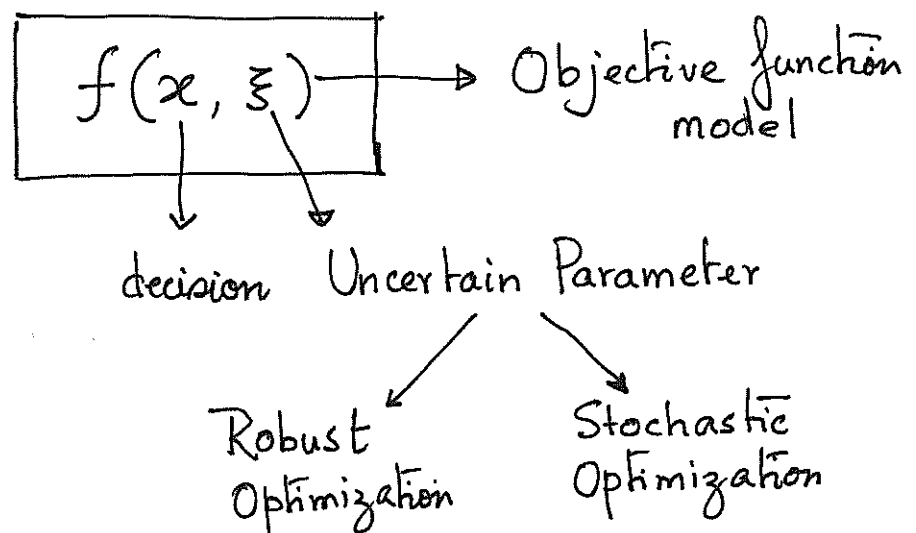 f(x, ξ) Objective function
model
decision Uncertain Parameter
Robust Stochastic
Optimization Optimization